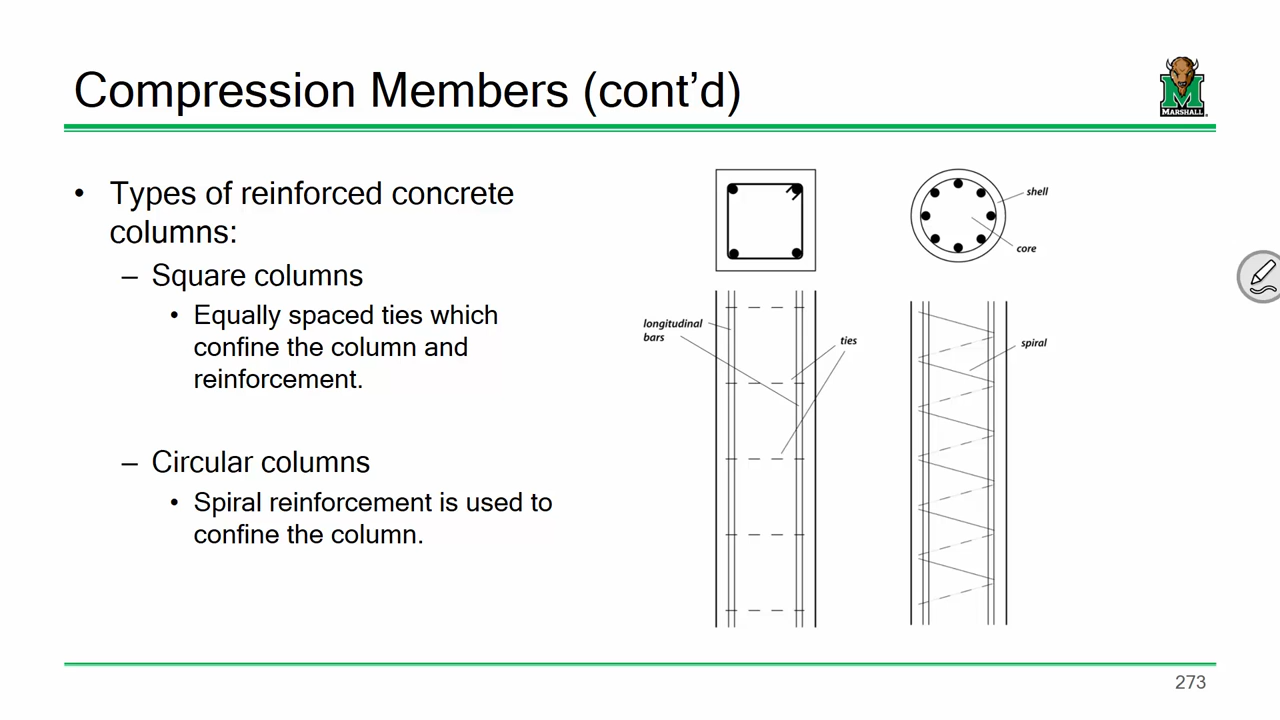 Compression Members (cont’d)
MARSHALL
• Types of reinforced concrete
columns:
– Square columns
• Equally spaced ties which
confine the column and
reinforcement.
– Circular columns
• Spiral reinforcement is used to
confine the column.
shell
core
longitudinal
bars
ties
spiral
273